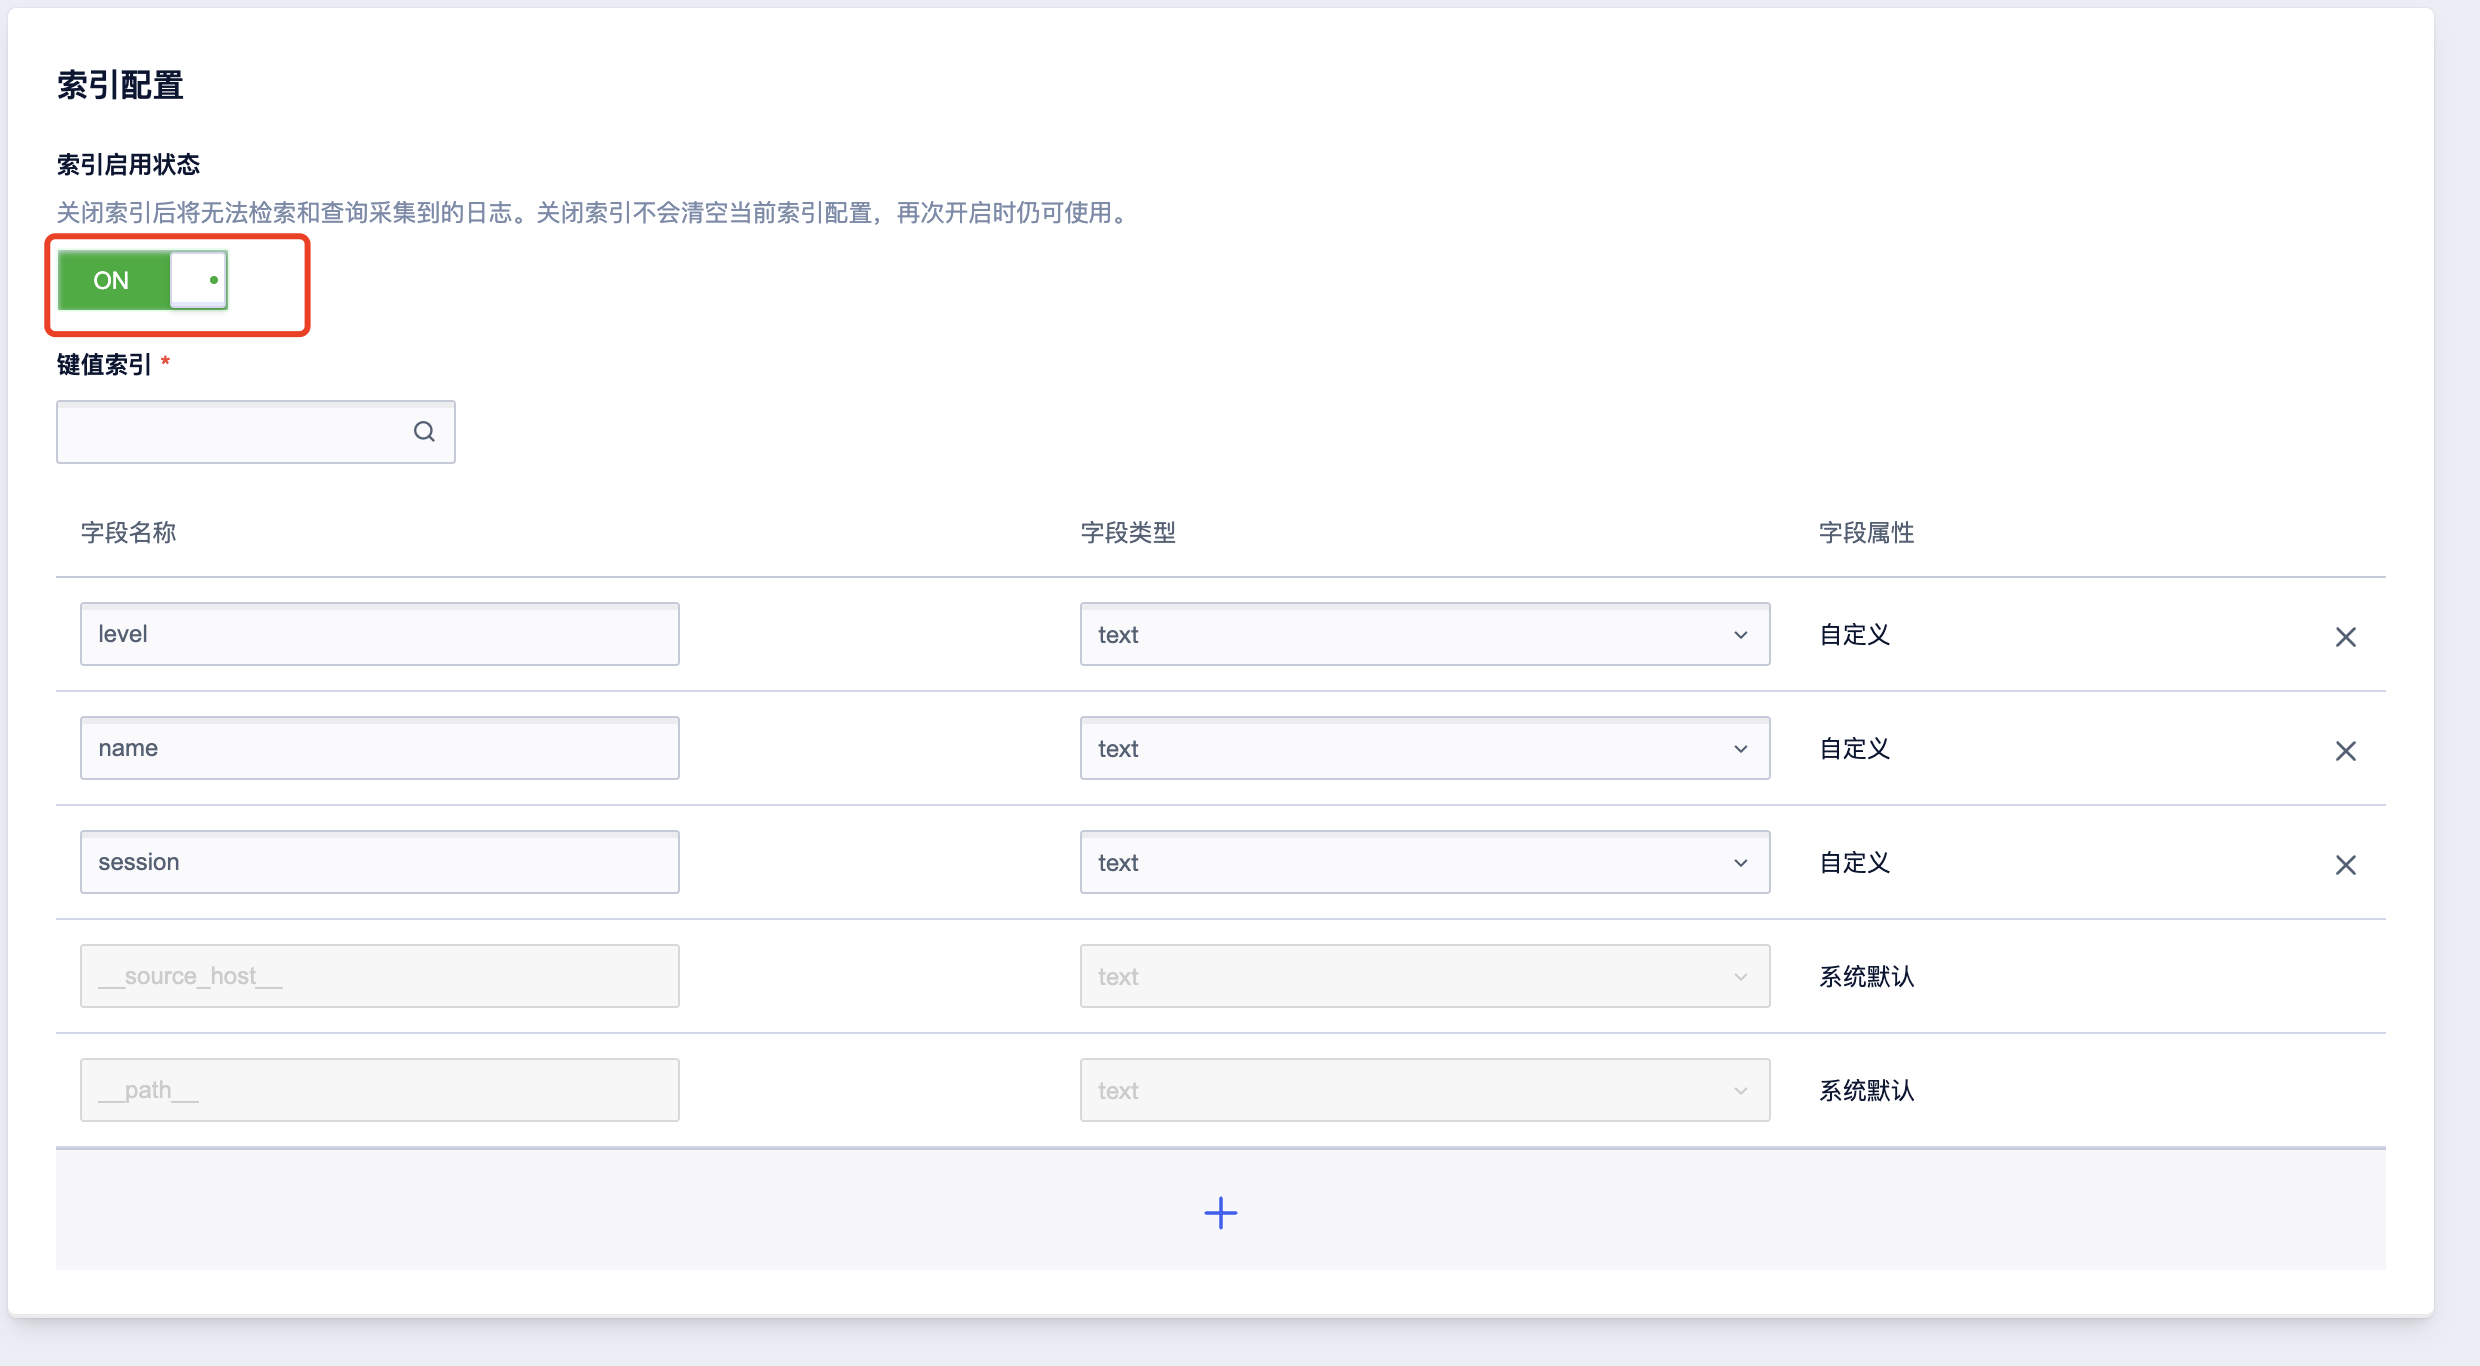 索引配置
索引启用状态
关闭索引后将无法检索和查询采集到的日志。关闭索引不会清空当前索引配置，再次开启时仍可使用。
ON
键值索引 *
字段名称 字段类型 字段属性
level text 自定义
name text 自定义
session text 自定义
__source_host__ text 系统默认
__path__ text 系统默认